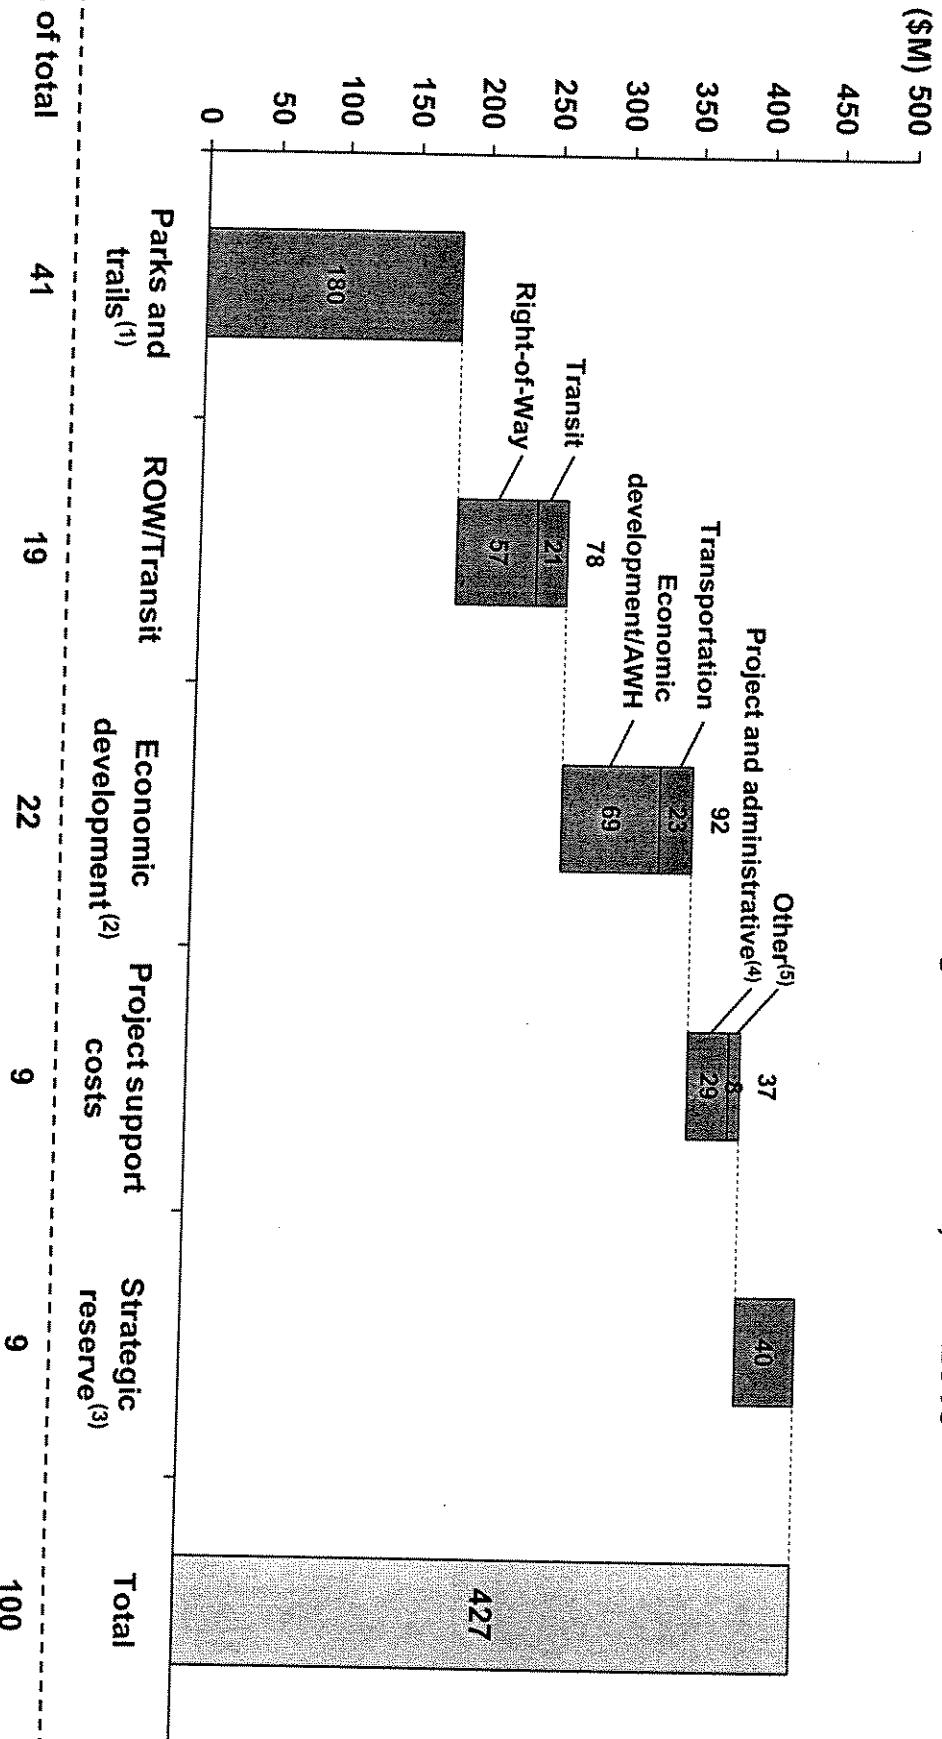 ($M) 500
450
400
350
300
250
200
150
100
50
0
180
Transit
Right-of-Way
78
21
57
Transportation
Economic
development/AWH
92
23
69
Other(5)
Project and administrative(4)
37
8
29
40
427
Parks and
trails(1)
ROW/Transit
Economic
development(2)
Project support
costs
Strategic
reserve(3)
Total
of total
41
19
22
9
9
100